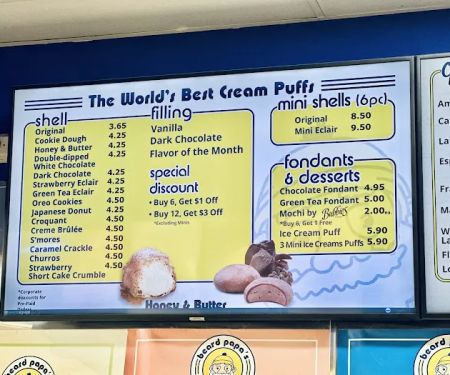 The World's Best Cream Puffs
shell
Original 3.65
Cookie Dough 4.25
Honey & Butter 4.25
Double-dipped 4.25
White Chocolate
Dark Chocolate 4.25
Strawberry Eclair 4.25
Green Tea Eclair 4.25
Oreo Cookies 4.50
Japanese Donut 4.25
Croquant 4.50
Creme Brûlée 4.50
S'mores 4.50
Caramel Crackle 4.50
Churros 4.50
Strawberry 4.50
Short Cake Crumble
*Corporate
discounts for
Pre-Paid
filling
Vanilla
Dark Chocolate
Flavor of the Month
special
discount
• Buy 6, Get $1 Off
• Buy 12, Get $3 Off
*Excluding Minis
Honey & Butter
mini shells (6pc)
Original 8.50
Mini Eclair 9.50
fondants
& desserts
Chocolate Fondant 4.95
Green Tea Fondant 5.00
Mochi by Bubbies 2.00
*Buy 6, Get 1 Free
Ice Cream Puff 5.90
3 Mini Ice Creams Puffs 5.90
beard papa's
beard papa's
beard papa's